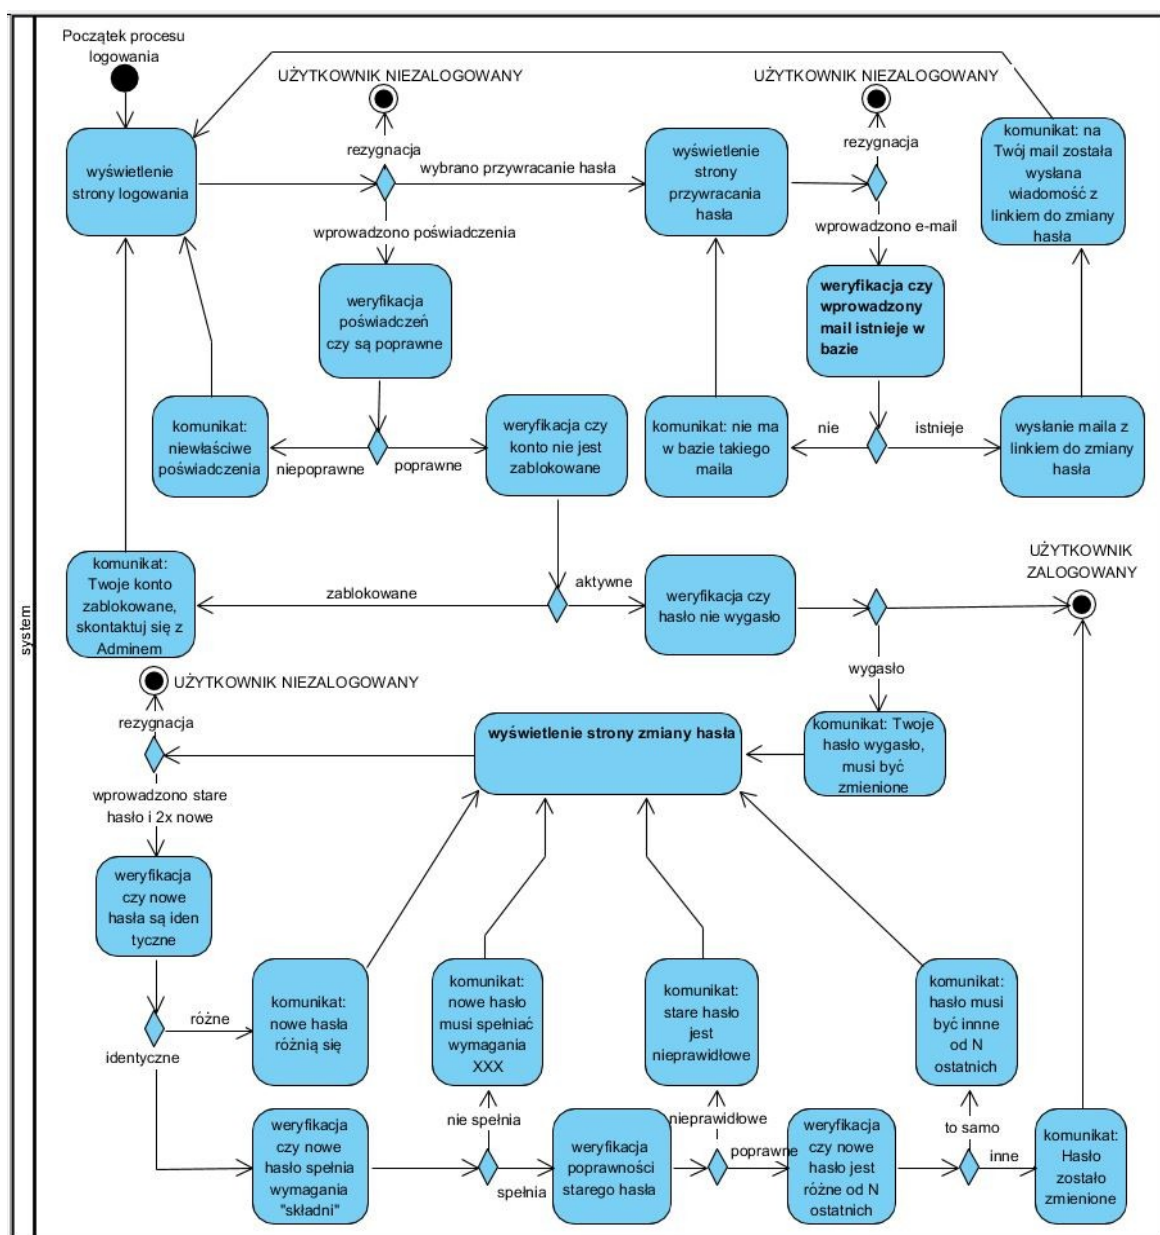 Początek procesu
logowania
UŻYTKOWNIK NIEZALOGOWANY
UŻYTKOWNIK NIEZALOGOWANY
wyświetlenie
strony logowania
rezygnacja
wybrano przywracanie hasła
wyświetlenie
strony
przywracania
hasła
rezygnacja
komunikat: na
Twój mail została
wysłana
wiadomość z
linkiem do zmiany
hasła
wprowadzono poświadczenia
wprowadzono e-mail
weryfikacja
poświadczeń
czy są poprawne
weryfikacja czy
wprowadzony
mail istnieje w
bazie
komunikat:
niewłaściwe
poświadczenia
niepoprawne
poprawne
weryfikacja czy
konto nie jest
zablokowane
komunikat: nie ma
w bazie takiego
maila
nie
istnieje
wysłanie maila z
linkiem do zmiany
hasła
komunikat:
Twoje konto
zablokowane,
skontaktuj się z
Adminem
zablokowane
aktywne
weryfikacja czy
hasło nie wygasło
UŻYTKOWNIK
ZALOGOWANY
system
UŻYTKOWNIK NIEZALOGOWANY
wygasło
rezygnacja
wyświetlenie strony zmiany hasła
komunikat: Twoje
hasło wygasło,
musi być
zmienione
wprowadzono stare
hasło i 2x nowe
weryfikacja
czy nowe
hasła są iden
tyczne
różne
identyczne
komunikat:
nowe hasła
różnią się
komunikat:
nowe hasło
musi spełniać
wymagania
XXX
komunikat:
stare hasło
jest
nieprawidłowe
komunikat:
hasło musi
być innne
od N
ostatnich
weryfikacja
czy nowe
hasło spełnia
wymagania
"składni"
nie spełnia
spełnia
weryfikacja
poprawności
starego hasła
nieprawidłowe
poprawne
weryfikacja
czy nowe
hasło jest
różne od N
ostatnich
to samo
inne
komunikat:
Hasło
zostało
zmienione